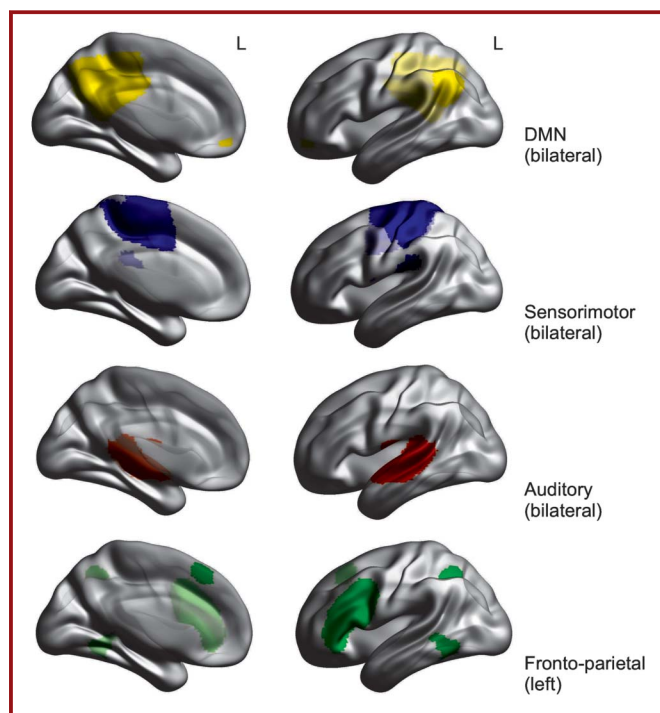 L
L
DMN
(bilateral)
Sensorimotor
(bilateral)
Auditory
(bilateral)
Fronto-parietal
(left)